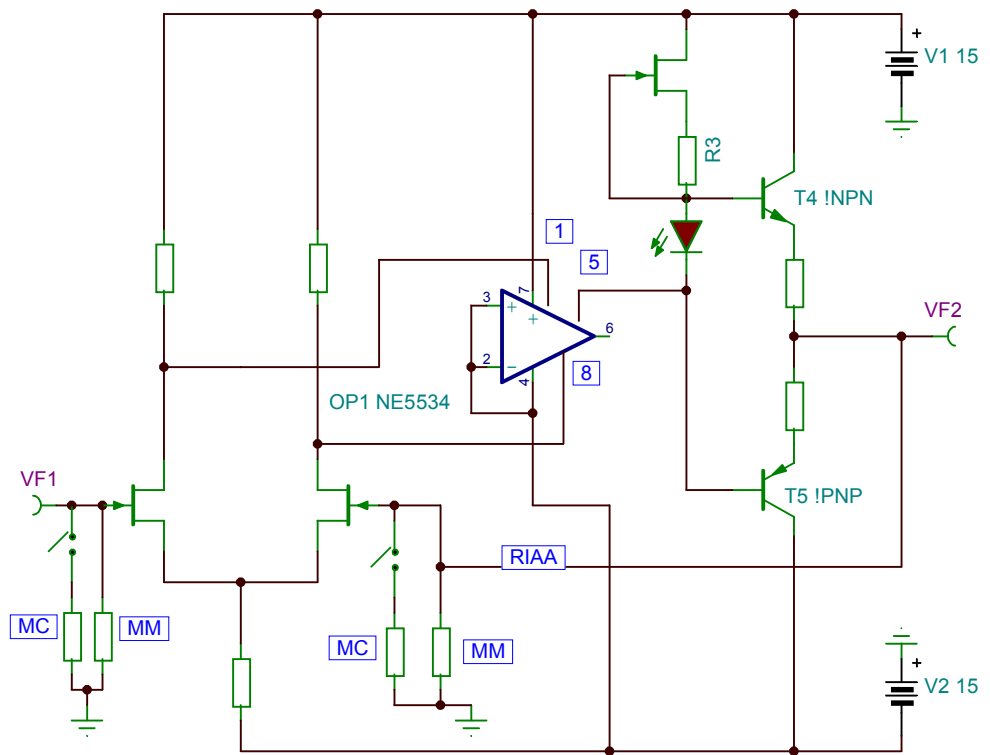 V1 15
R3
T4 !NPN
1
5
7
3
+
+
2
−
6
4
8
VF2
OP1 NE5534
VF1
T5 !PNP
RIAA
MC
MM
MC
MM
+
V2 15
+